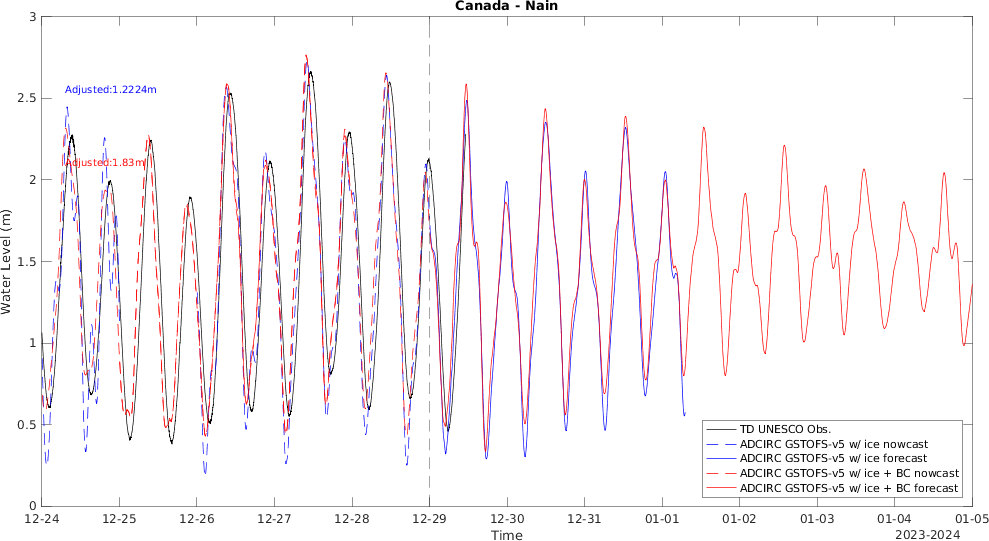 Canada - Nain
Water Level (m)
3
2.5
2
1.5
1
0.5
0
Adjusted:1.2224m
Adjusted:1.83m
TD UNESCO Obs.
ADCIRC GSTOFS-v5 w/ ice nowcast
ADCIRC GSTOFS-v5 w/ ice forecast
ADCIRC GSTOFS-v5 w/ ice + BC nowcast
ADCIRC GSTOFS-v5 w/ ice + BC forecast
12-24 12-25 12-26 12-27 12-28 12-29 12-30 12-31 01-01 01-02 01-03 01-04 01-05
Time
2023-2024